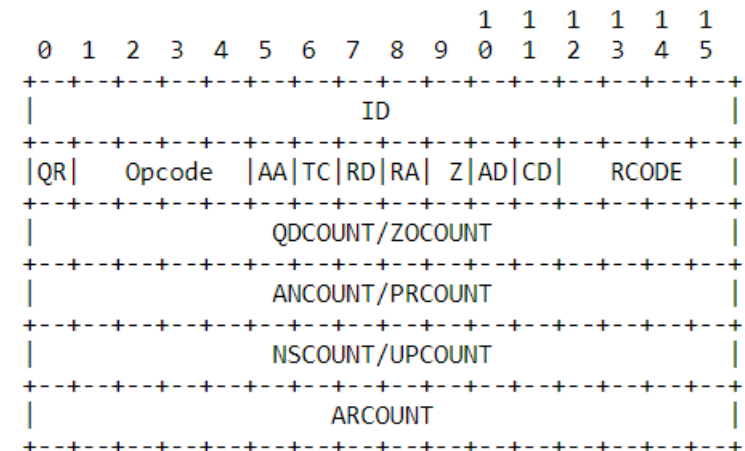 1  1  1  1  1  1
  0  1  2  3  4  5  6  7  8  9  0  1  2  3  4  5
+--+--+--+--+--+--+--+--+--+--+--+--+--+--+--+--+
|                      ID                       |
+--+--+--+--+--+--+--+--+--+--+--+--+--+--+--+--+
|QR|   Opcode  |AA|TC|RD|RA| Z|AD|CD|   RCODE   |
+--+--+--+--+--+--+--+--+--+--+--+--+--+--+--+--+
|                QDCOUNT/ZOCOUNT                |
+--+--+--+--+--+--+--+--+--+--+--+--+--+--+--+--+
|                ANCOUNT/PRCOUNT                |
+--+--+--+--+--+--+--+--+--+--+--+--+--+--+--+--+
|                NSCOUNT/UPCOUNT                |
+--+--+--+--+--+--+--+--+--+--+--+--+--+--+--+--+
|                    ARCOUNT                    |
+--+--+--+--+--+--+--+--+--+--+--+--+--+--+--+--+